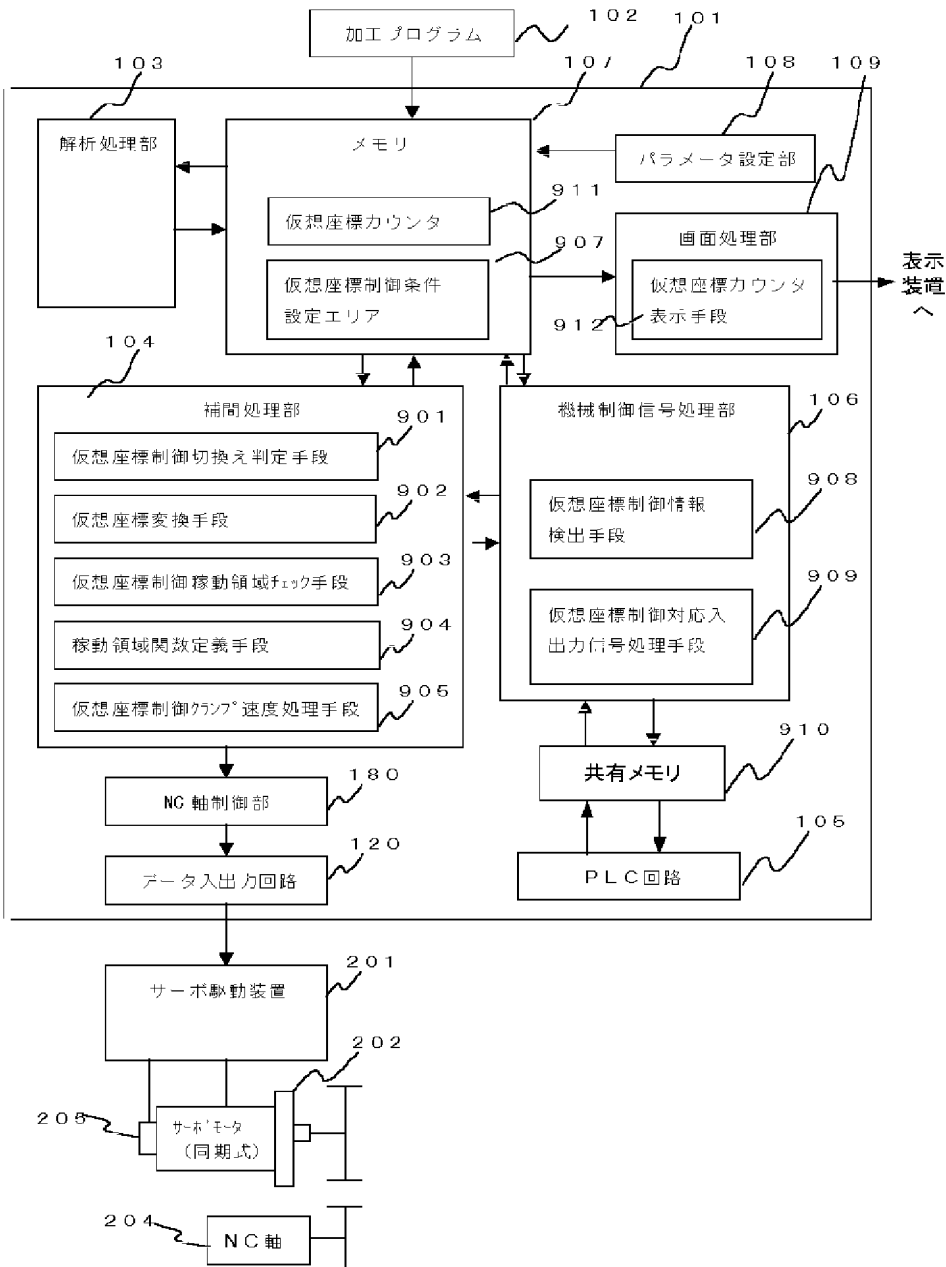 加工プログラム
102
101
103
107
108
109
解析処理部
メモリ
パラメータ設定部
911
仮想座標カウンタ
907
仮想座標制御条件
設定エリア
画面処理部
仮想座標カウンタ
表示手段
912
表示
装置
へ
104
補間処理部
901
仮想座標制御切換え判定手段
902
仮想座標変換手段
903
仮想座標制御稼動領域ﾁｪｯｸ手段
904
稼動領域関数定義手段
905
仮想座標制御ｸﾗﾝﾌﾟ速度処理手段
機械制御信号処理部
106
908
仮想座標制御情報
検出手段
909
仮想座標制御対応入
出力信号処理手段
910
共有メモリ
105
PLC回路
180
NC軸制御部
120
データ入出力回路
201
サーボ駆動装置
202
205
ｻｰﾎﾞﾓｰﾀ
(同期式)
204
NC軸